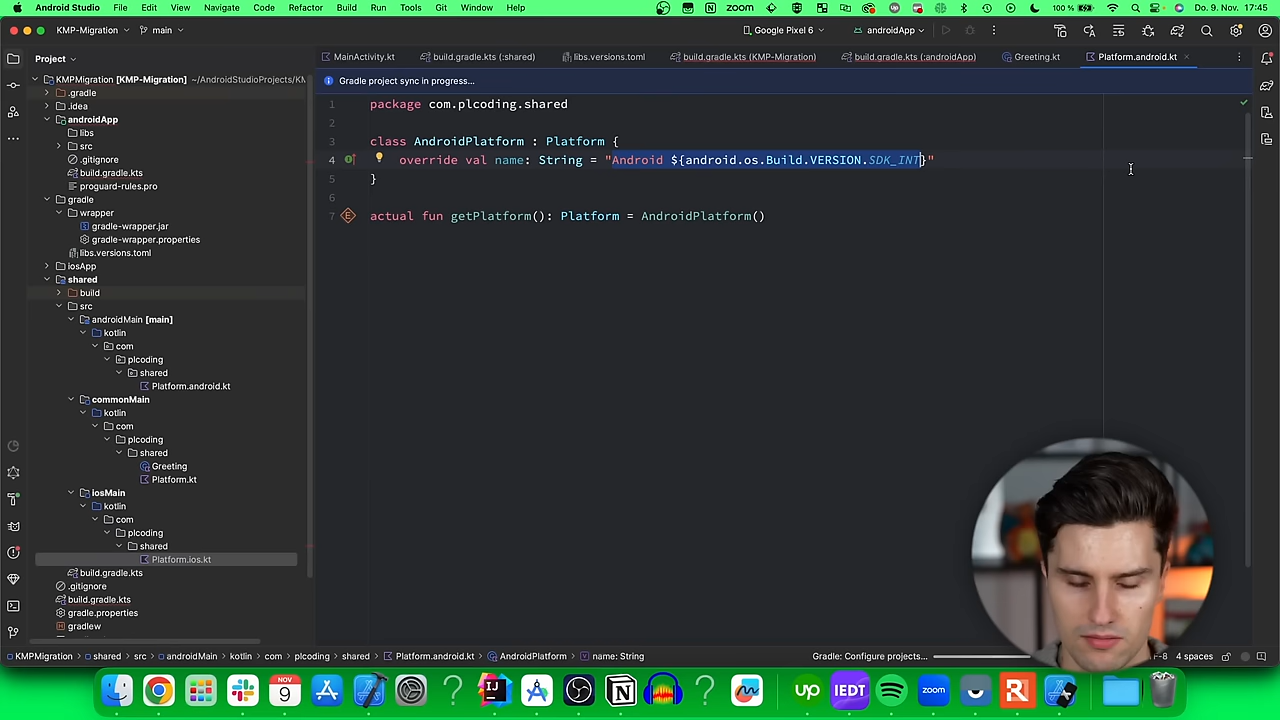 Android Studio File Edit View Navigate Code Refactor Build Run Tools Git Window Help zoom 100 % Do. 9. Nov. 17:45
KMP-Migration main Google Pixel 6 androidApp
Project
MainActivity.kt build.gradle.kts (:shared) libs.versions.toml build.gradle.kts (KMP-Migration) build.gradle.kts (:androidApp) Greeting.kt Platform.android.kt
Gradle project sync in progress...
KMPMigration [KMP-Migration] ~/AndroidStudioProjects/KM
.gradle
.idea
androidApp
libs
src
.gitignore
build.gradle.kts
proguard-rules.pro
gradle
wrapper
gradle-wrapper.jar
gradle-wrapper.properties
libs.versions.toml
iosApp
shared
build
src
androidMain [main]
kotlin
com
plcoding
shared
Platform.android.kt
commonMain
kotlin
com
plcoding
shared
Greeting
Platform.kt
iosMain
kotlin
com
plcoding
shared
Platform.ios.kt
build.gradle.kts
.gitignore
build.gradle.kts
gradle.properties
gradlew
1 package com.plcoding.shared
2
3 class AndroidPlatform : Platform {
4 override val name: String = "Android ${android.os.Build.VERSION.SDK_INT}"
5 }
6
7 actual fun getPlatform(): Platform = AndroidPlatform()
KMPMigration shared src androidMain kotlin com plcoding shared Platform.android.kt AndroidPlatform name: String Gradle: Configure projects... F-8 4 spaces
NOV
9
up
IEDT
zoom